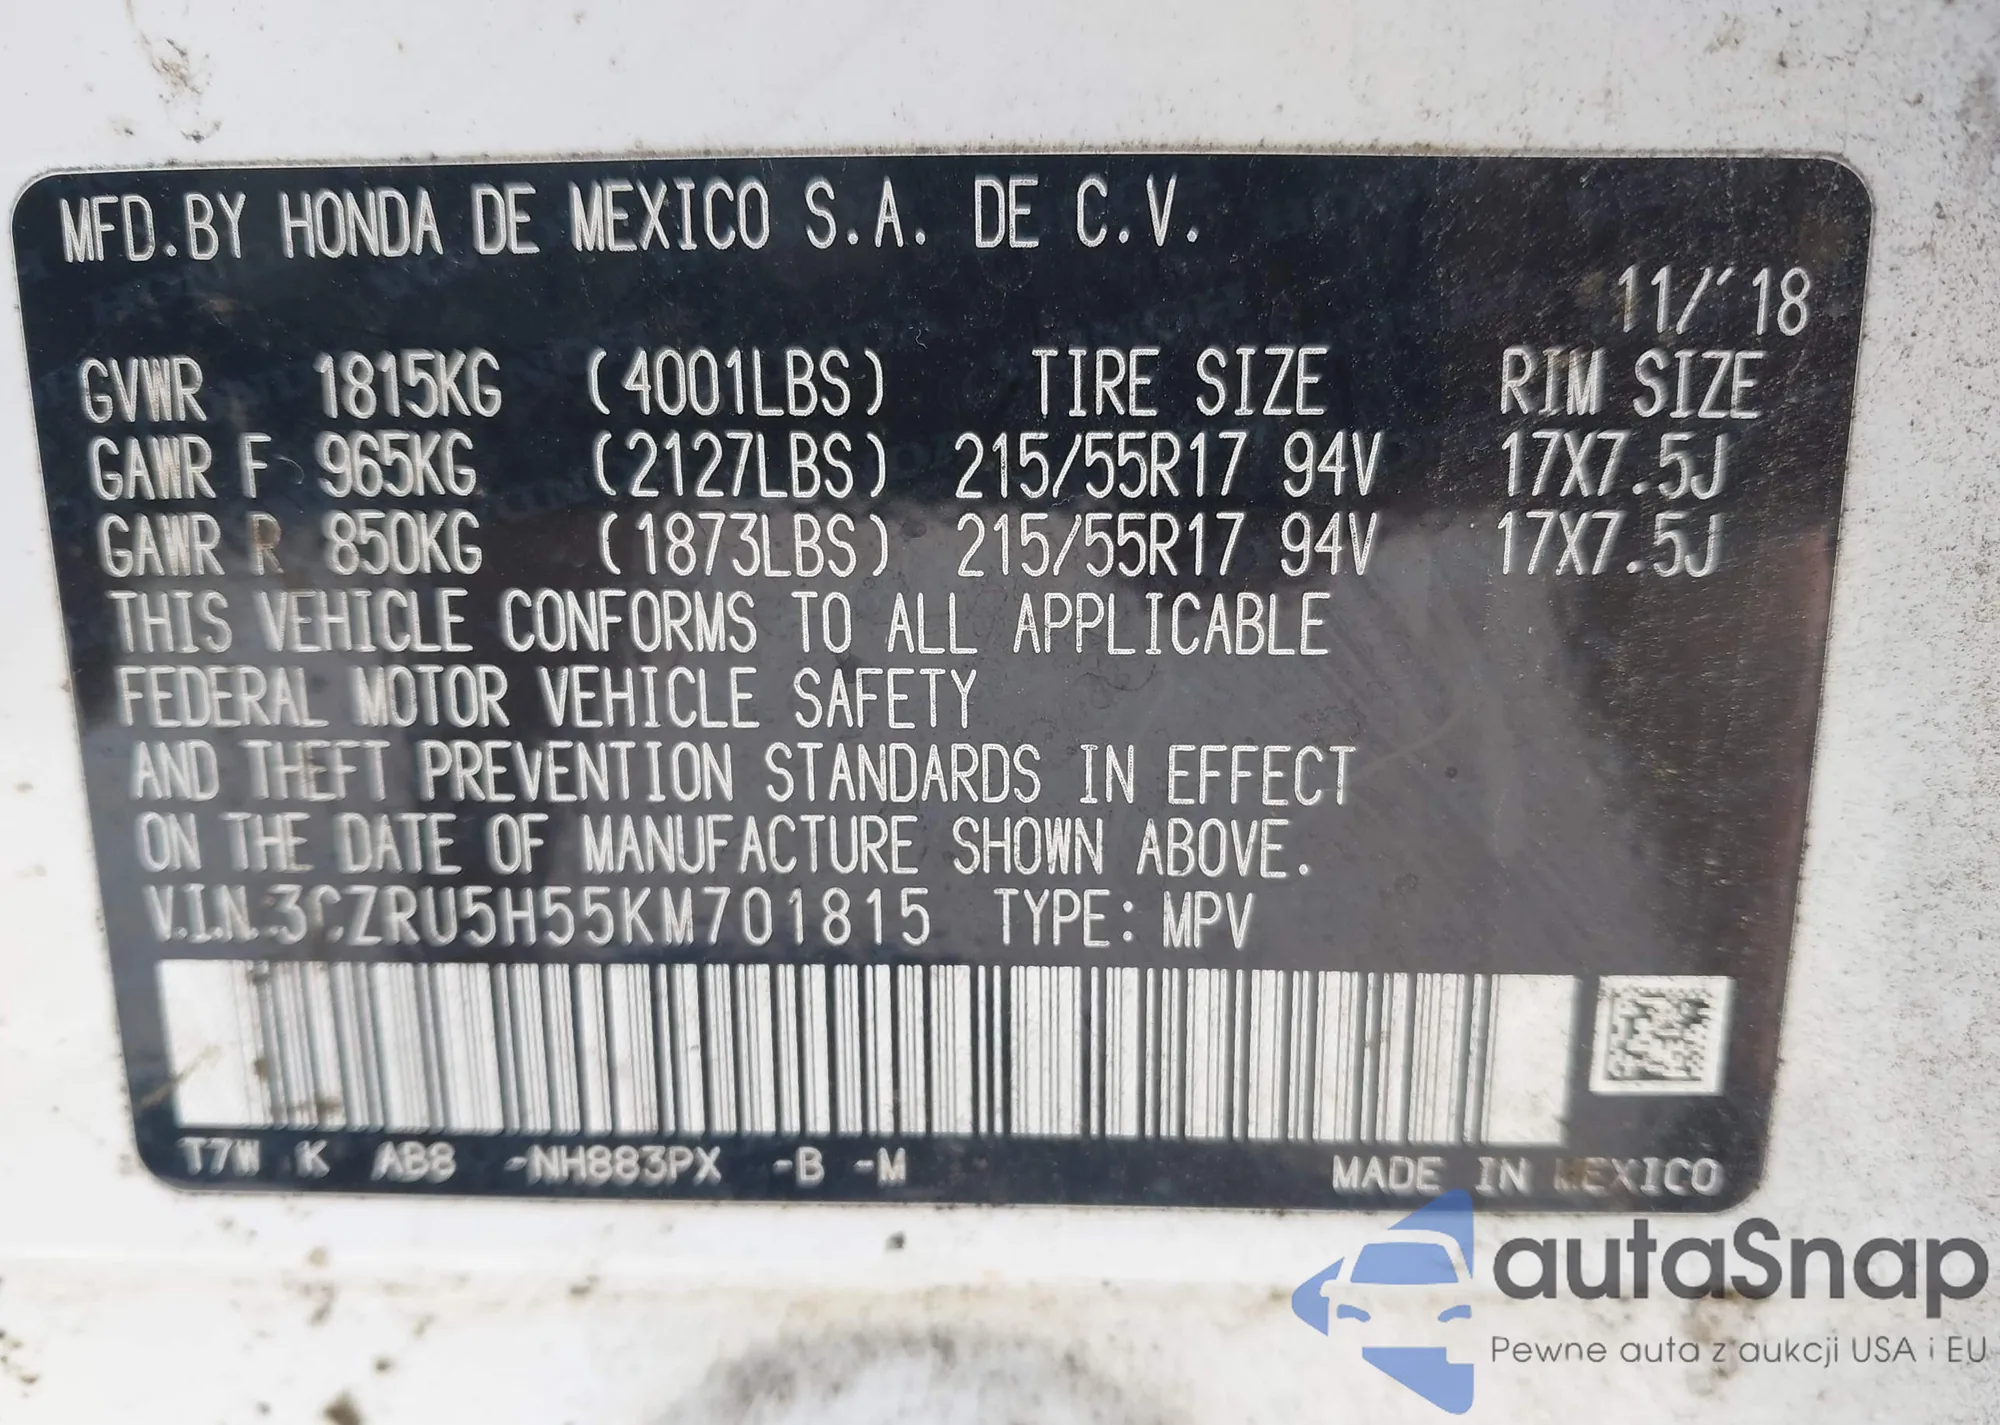 MFD.BY HONDA DE MEXICO S.A. DE C.V.
11/'18
GVWR 1815KG (4001LBS) TIRE SIZE RIM SIZE
GAWR F 965KG (2127LBS) 215/55R17 94V 17X7.5J
GAWR R 850KG (1873LBS) 215/55R17 94V 17X7.5J
THIS VEHICLE CONFORMS TO ALL APPLICABLE
FEDERAL MOTOR VEHICLE SAFETY
AND THEFT PREVENTION STANDARDS IN EFFECT
ON THE DATE OF MANUFACTURE SHOWN ABOVE.
V.I.N.3CZRU5H55KM701815 TYPE: MPV
T7W K AB8 -NH883PX -B -M MADE IN MEXICO
autaSnap
Pewne auta z aukcji USA i EU